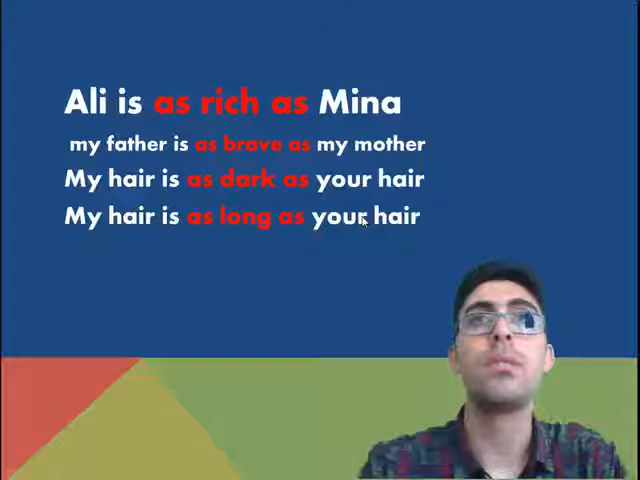 Ali is as rich as Mina
my father is as brave as my mother
My hair is as dark as your hair
My hair is as long as your hair